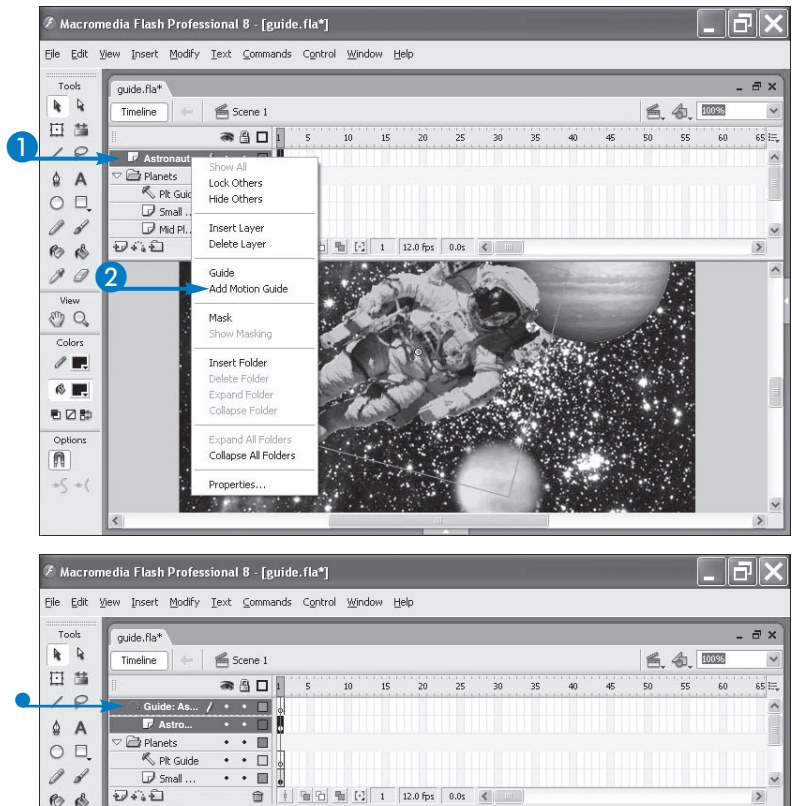 Macromedia Flash Professional 8 - [guide.fla*]
File Edit View Insert Modify Text Commands Control Window Help
Tools
guide.fla*
Timeline
Scene 1
100%
1 5 10 15 20 25 30 35 40 45 50 55 60 65
1
Astronaut
Planets
Plt Guid
Small ..
Mid Pl..
1 12.0 fps 0.0s
Show All
Lock Others
Hide Others
Insert Layer
Delete Layer
Guide
2
Add Motion Guide
Mask
Show Masking
Insert Folder
Delete Folder
Expand Folder
Collapse Folder
Expand All Folders
Collapse All Folders
Properties...
A
View
Colors
Options
Macromedia Flash Professional 8 - [guide.fla*]
File Edit View Insert Modify Text Commands Control Window Help
Tools
guide.fla*
Timeline
Scene 1
100%
1 5 10 15 20 25 30 35 40 45 50 55 60 65
Guide: As...
Astro...
A
Planets
Plt Guide
Small ...
1 12.0 fps 0.0s